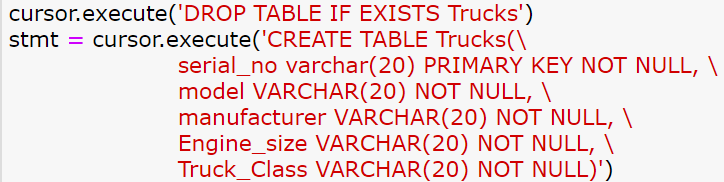 cursor.execute('DROP TABLE IF EXISTS Trucks')
stmt = cursor.execute('CREATE TABLE Trucks(\
serial_no varchar(20) PRIMARY KEY NOT NULL, \
model VARCHAR(20) NOT NULL, \
manufacturer VARCHAR(20) NOT NULL, \
Engine_size VARCHAR(20) NOT NULL, \
Truck_Class VARCHAR(20) NOT NULL)')